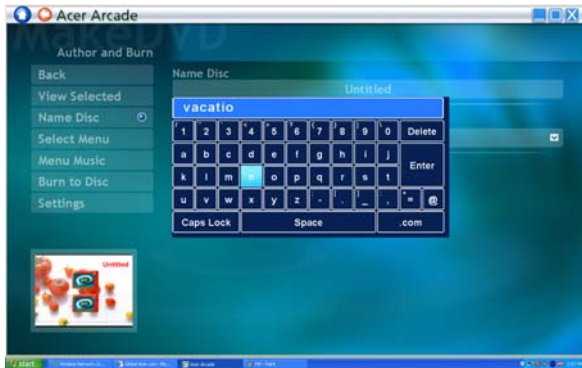 Acer Arcade
MakeDVD
Author and Burn
Back
View Selected
Name Disc
Select Menu
Menu Music
Burn to Disc
Settings
Name Disc
Untitled
vacatio
1 2 3 4 5 6 7 8 9 0 Delete
a b c d e f g h i j
Enter
k l m n o p q r s t
u v w x y z - . _ , = @
Caps Lock Space .com
Untitled
start
Acer Arcade